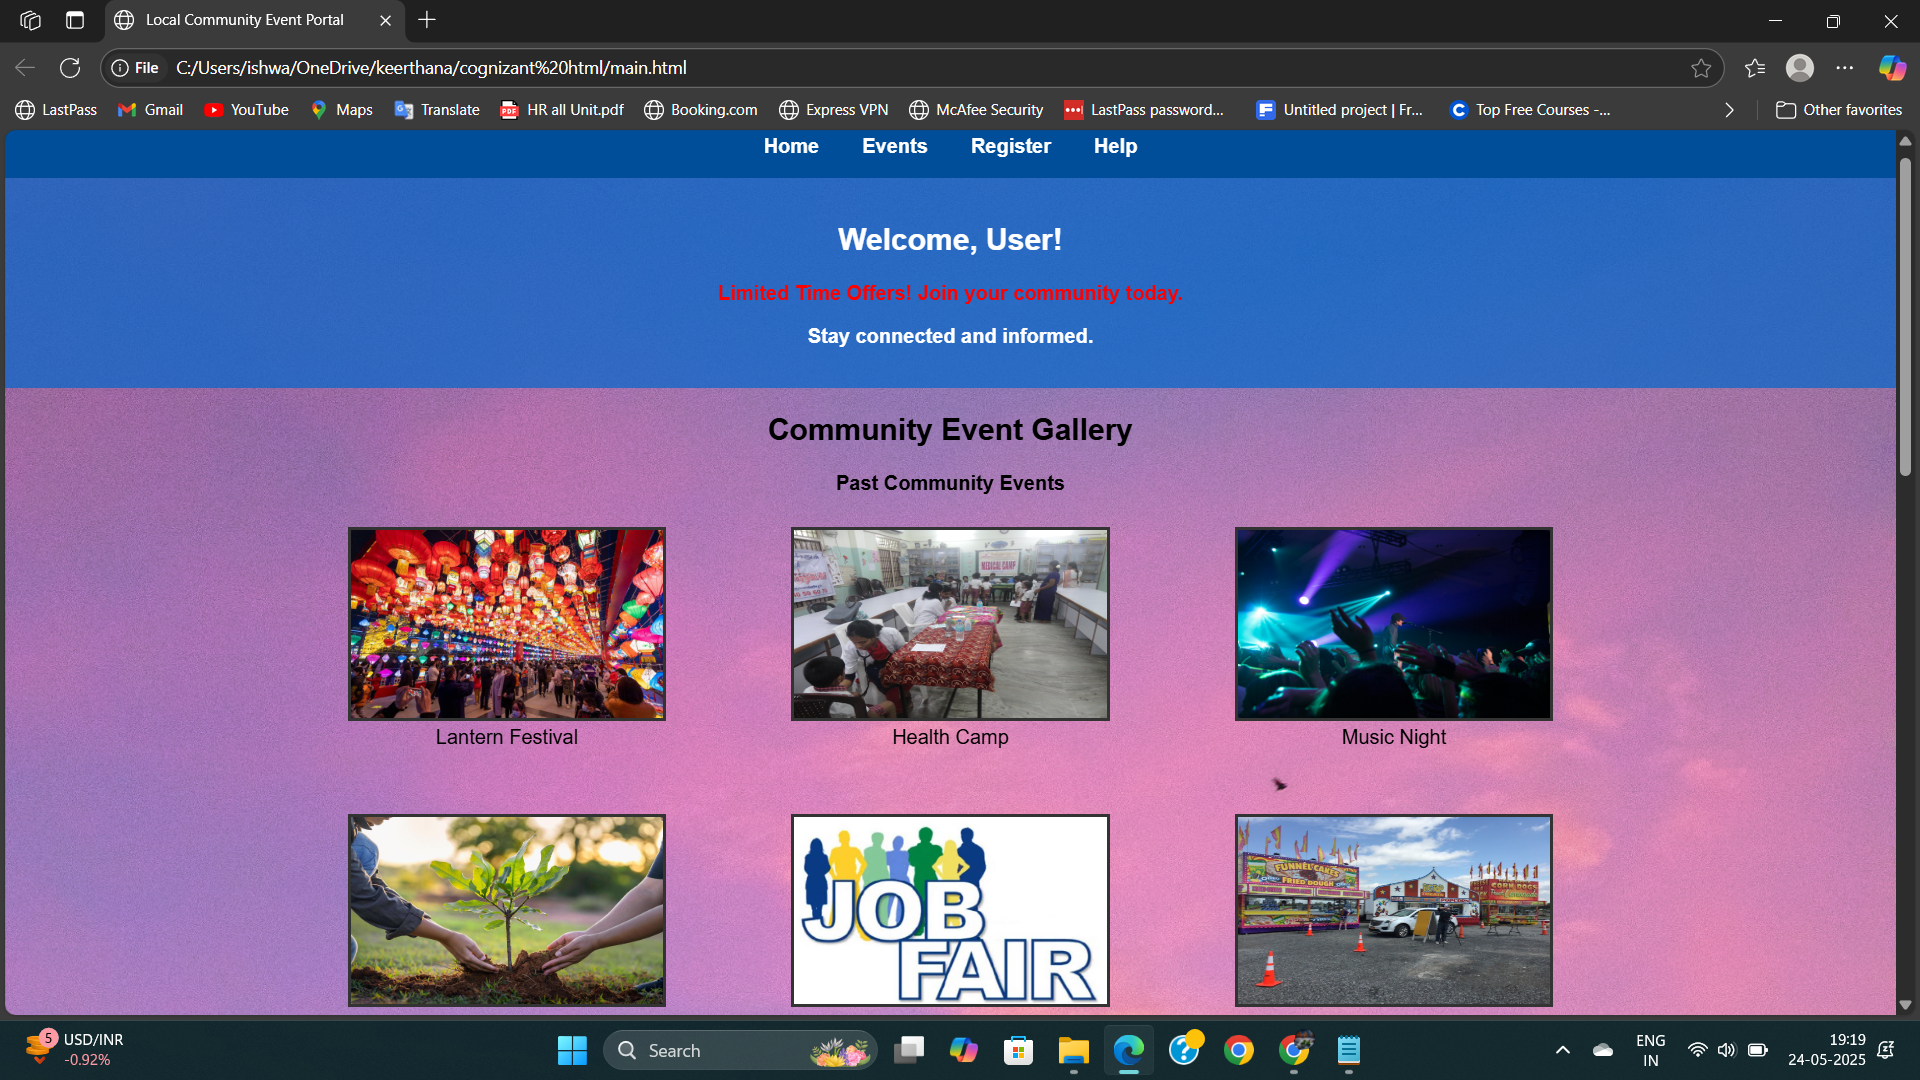 Local Community Event Portal
File C:/Users/ishwa/OneDrive/keerthana/cognizant%20html/main.html
LastPass Gmail YouTube Maps Translate HR all Unit.pdf Booking.com Express VPN McAfee Security LastPass password... Untitled project | Fr... Top Free Courses -... Other favorites
Home Events Register Help
Welcome, User!
Limited Time Offers! Join your community today.
Stay connected and informed.
Community Event Gallery
Past Community Events
MEDICAL CAMP
Lantern Festival Health Camp Music Night
JOB
FAIR
FUNNEL CAKES
FRIED DOUGH
CORN DOGS
5 USD/INR
-0.92%
Search
ENG
IN
19:19
24-05-2025